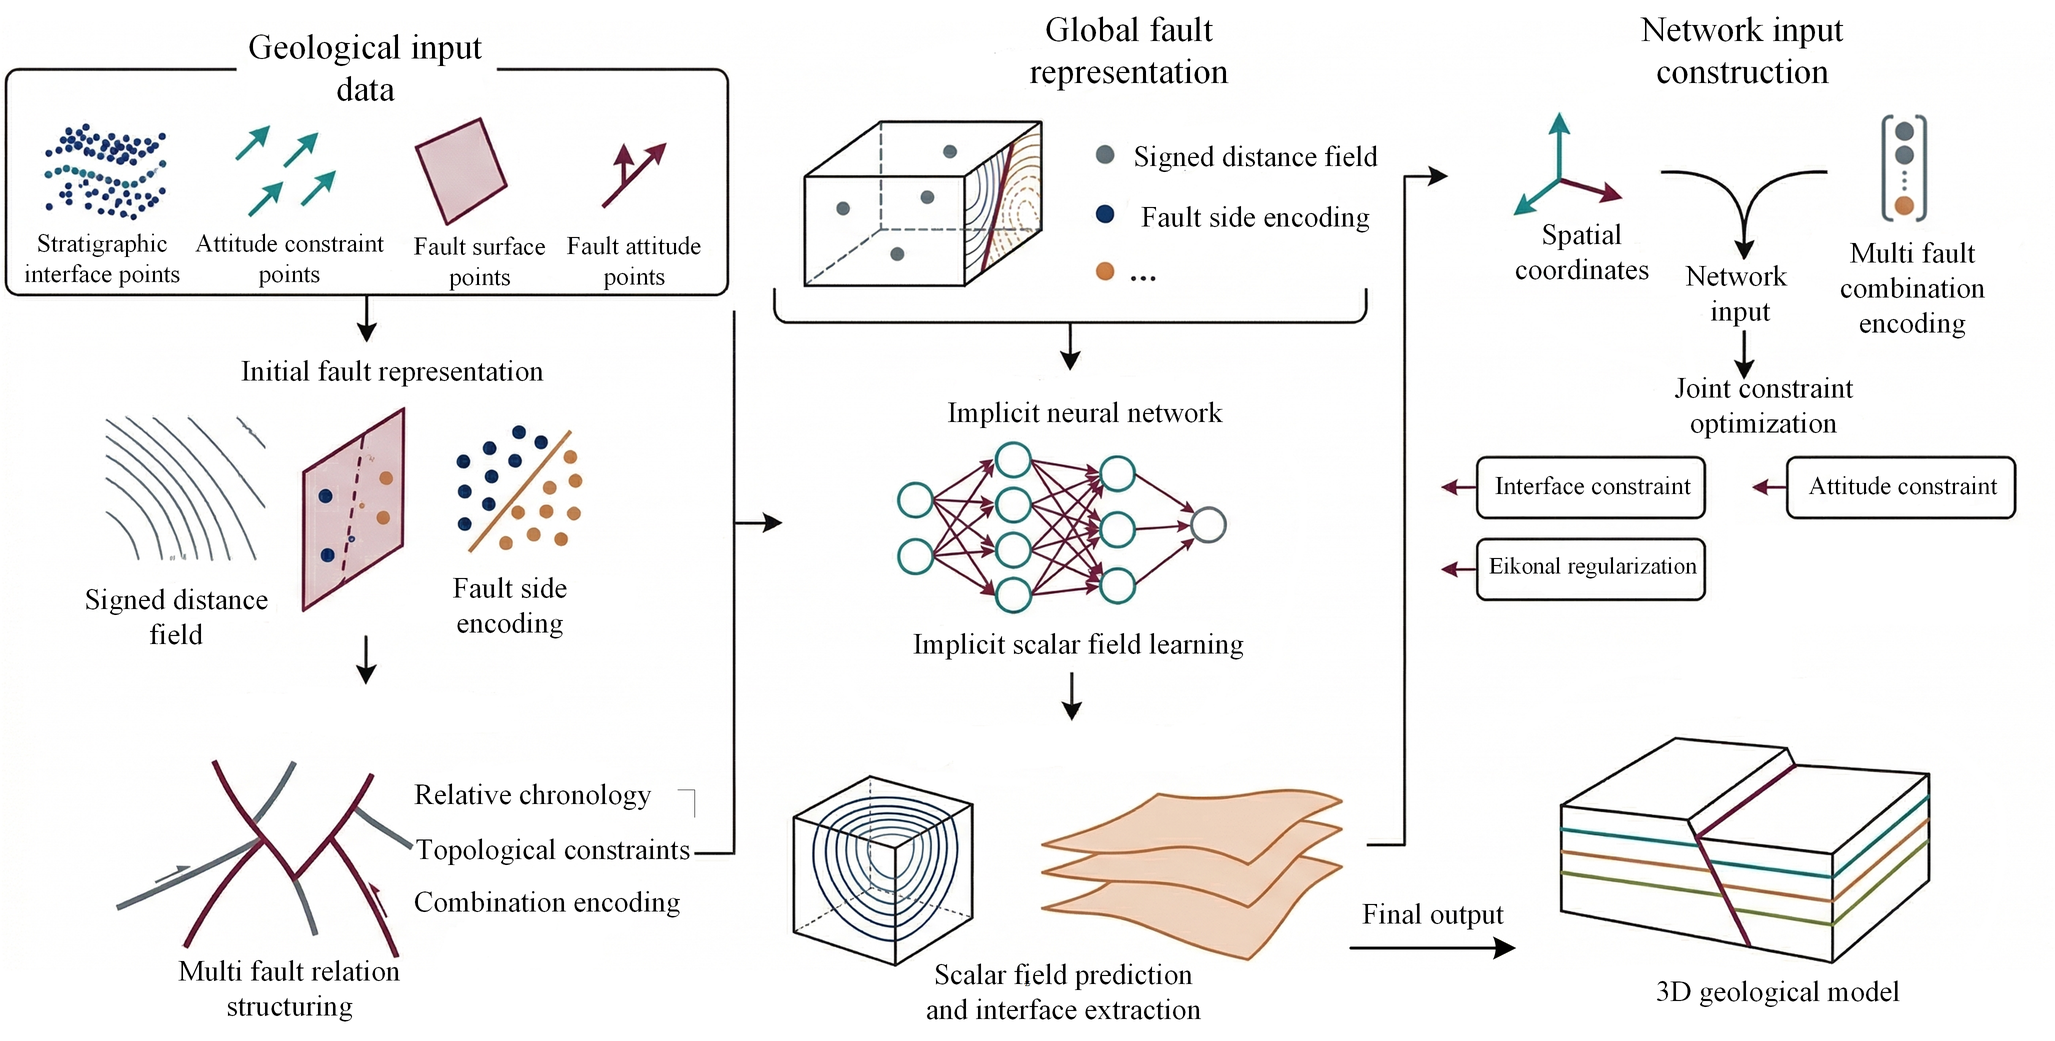 Geological input
data
Stratigraphic
interface points
Attitude constraint
points
Fault surface
points
Fault attitude
points
Initial fault representation
Signed distance
field
Fault side
encoding
Relative chronology
Topological constraints
Combination encoding
Multi fault relation
structuring
Global fault
representation
Signed distance field
Fault side encoding
...
Implicit neural network
Implicit scalar field learning
Scalar field prediction
and interface extraction
Final output
Network input
construction
Spatial
coordinates
Network
input
Multi fault
combination
encoding
Joint constraint
optimization
Interface constraint
Attitude constraint
Eikonal regularization
3D geological model